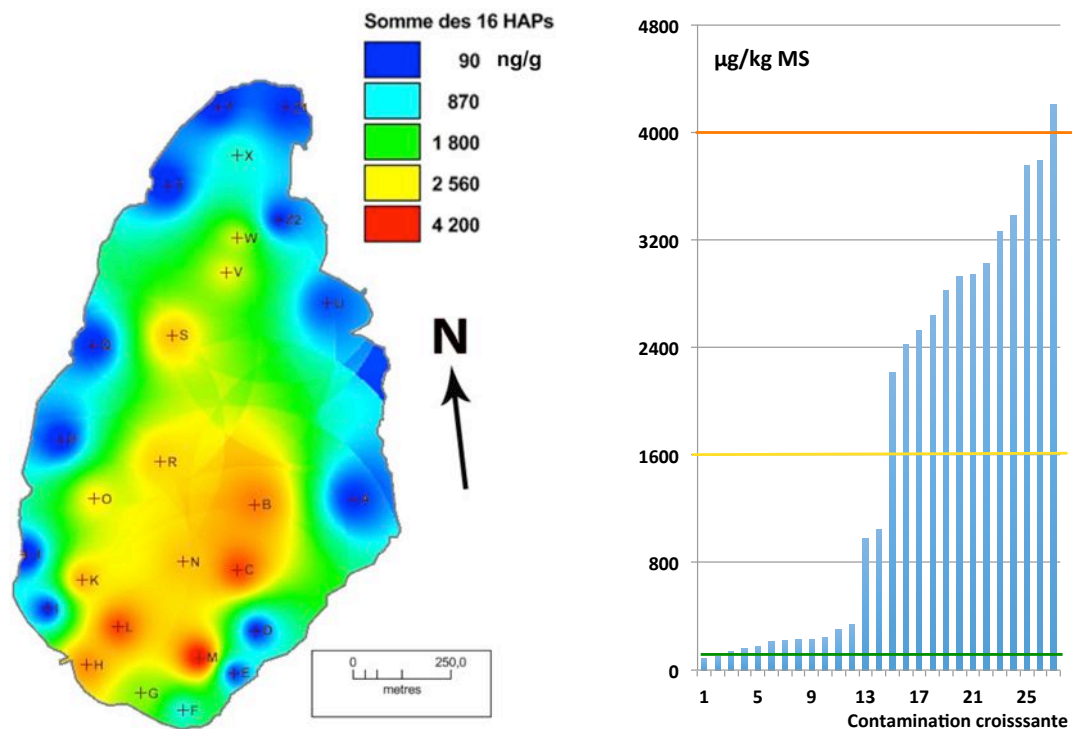 Somme des 16 HAPs
90 ng/g
870
1 800
2 560
4 200
X
W
V
U
S
R
O
B
N
C
K
L
D
M
H
E
G
F
N
0 250,0
metres
4800
µg/kg MS
4000
3200
2400
1600
800
0
1 5 9 13 17 21 25
Contamination croisssante